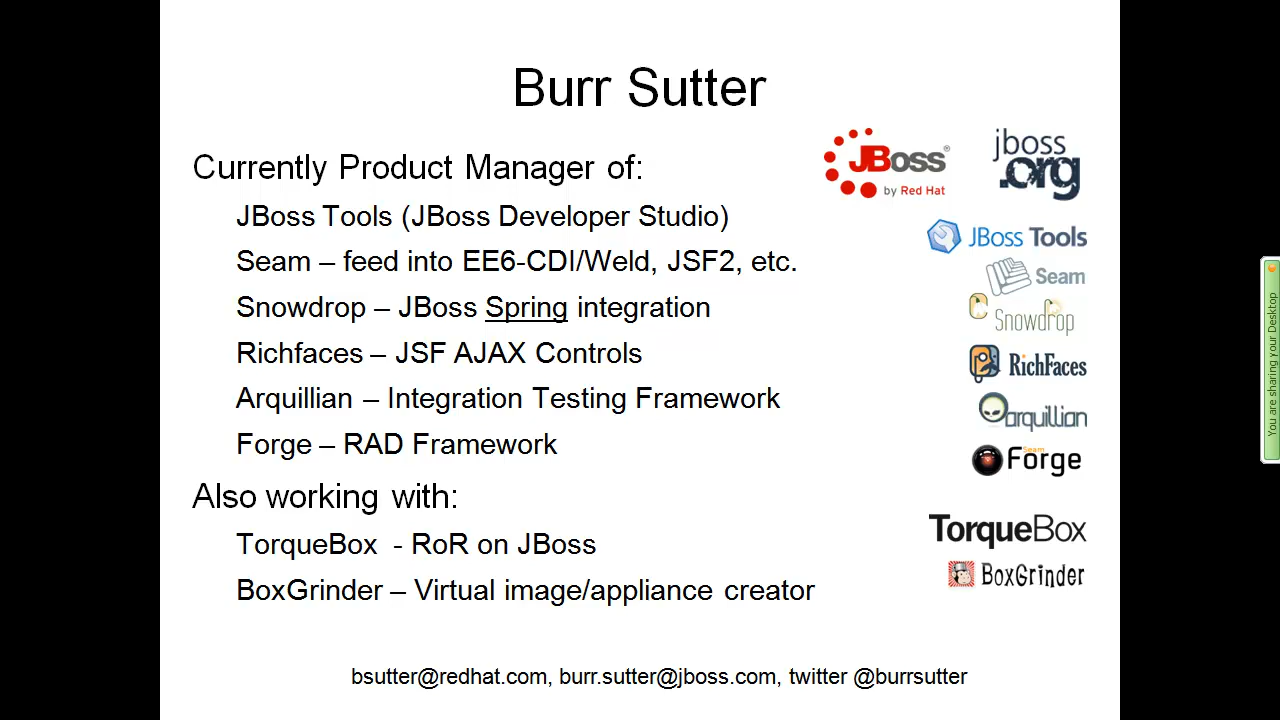 Burr Sutter
Currently Product Manager of:
JBoss Tools (JBoss Developer Studio)
Seam – feed into EE6-CDI/Weld, JSF2, etc.
Snowdrop – JBoss Spring integration
Richfaces – JSF AJAX Controls
Arquillian – Integration Testing Framework
Forge – RAD Framework
Also working with:
TorqueBox  - RoR on JBoss
BoxGrinder – Virtual image/appliance creator
JBoss®
by Red Hat
jboss
.org
JBoss Tools
Seam
Snowdrop
RichFaces
arquillian
Seam
Forge
TorqueBox
BoxGrinder
bsutter@redhat.com, burr.sutter@jboss.com, twitter @burrsutter
You are sharing your Desktop